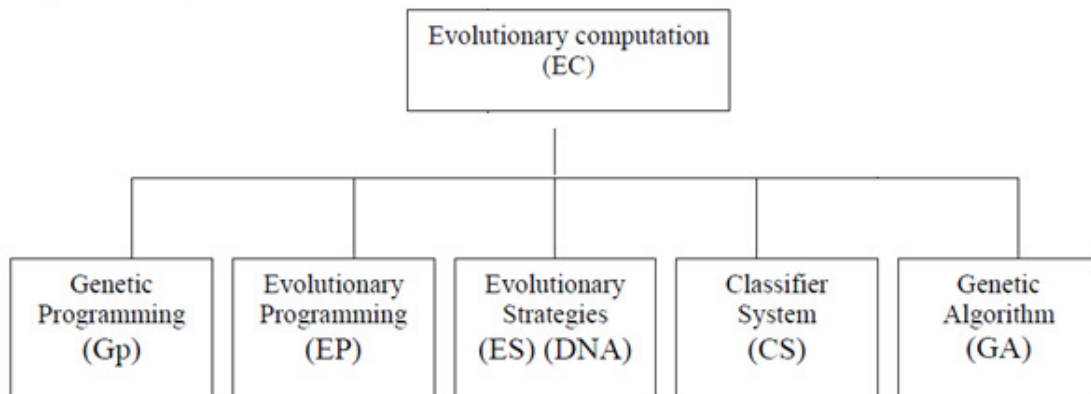 Evolutionary computation
(EC)
Genetic
Programming
(Gp)
Evolutionary
Programming
(EP)
Evolutionary
Strategies
(ES) (DNA)
Classifier
System
(CS)
Genetic
Algorithm
(GA)